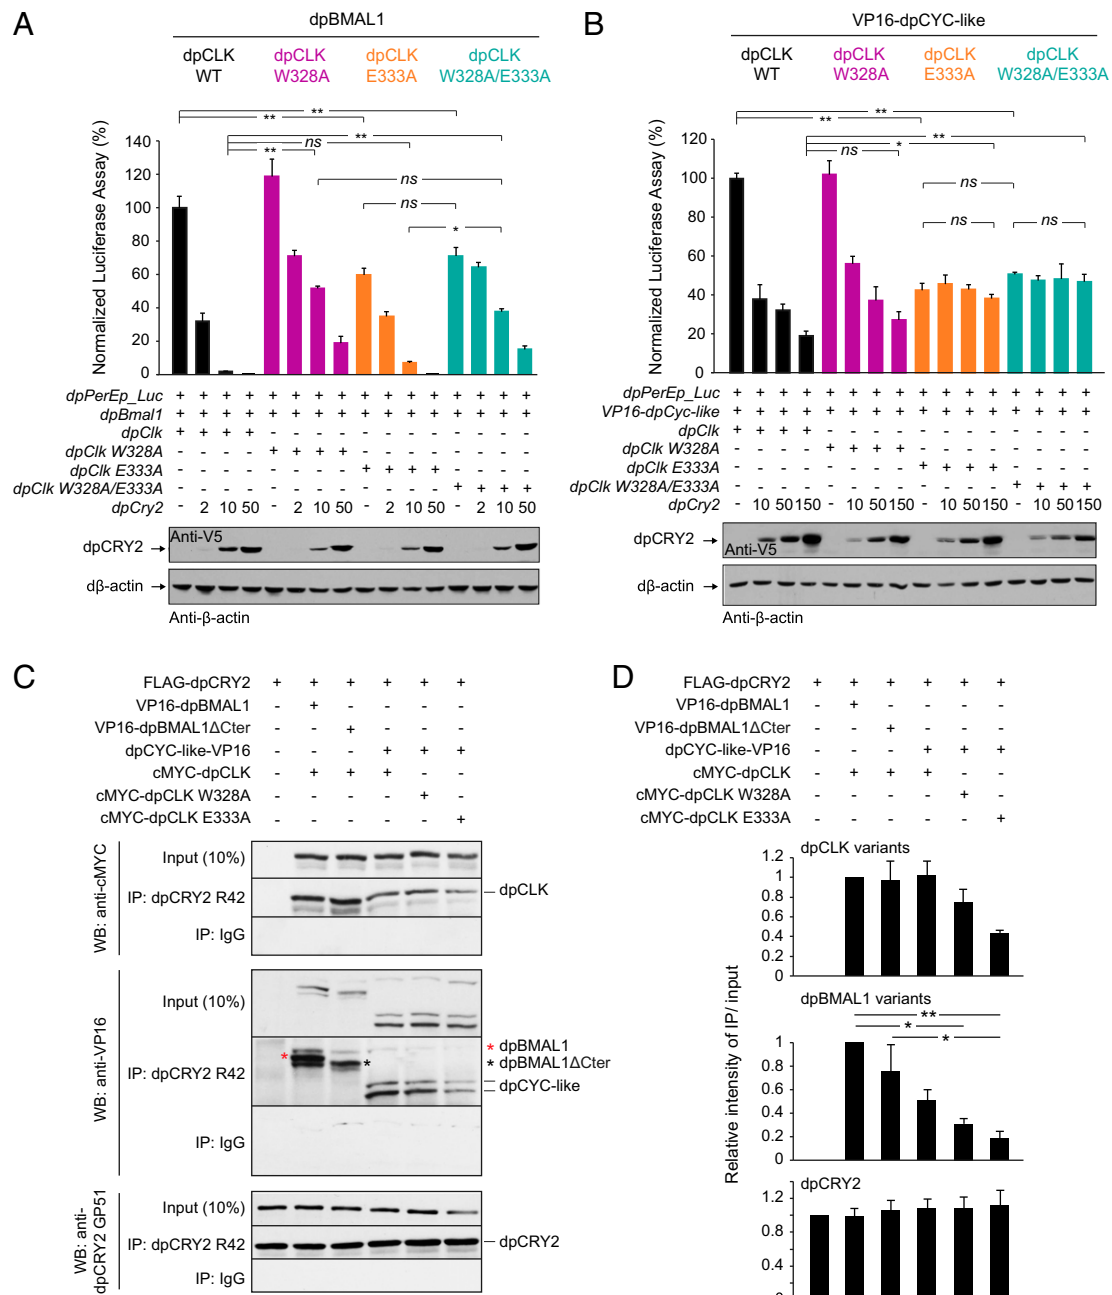 A
dpBMAL1
dpCLK WT
dpCLK W328A
dpCLK E333A
dpCLK W328A/E333A
** **
** ns ** ns
ns *
Normalized Luciferase Assay (%)
140
120
100
80
60
40
20
0
dpPerEp_Luc + + + + + + + + + + + + + + + +
dpBmal1 + + + + + + + + + + + + + + + +
dpClk + + + + - - - - - - - - - - - -
dpClk W328A - - - - + + + + - - - - - - - -
dpClk E333A - - - - - - - - + + + + - - - -
dpClk W328A/E333A - - - - - - - - - - - - + + + +
dpCry2 - 2 10 50 - 2 10 50 - 2 10 50 - 2 10 50
dpCRY2
Anti-V5
dβ-actin
Anti-β-actin
B
VP16-dpCYC-like
dpCLK WT
dpCLK W328A
dpCLK E333A
dpCLK W328A/E333A
** **
ns * **
ns
ns ns
Normalized Luciferase Assay (%)
120
100
80
60
40
20
0
dpPerEp_Luc + + + + + + + + + + + + + + + +
VP16-dpCyc-like + + + + + + + + + + + + + + + +
dpClk + + + + - - - - - - - - - - - -
dpClk W328A - - - - + + + + - - - - - - - -
dpClk E333A - - - - - - - - + + + + - - - -
dpClk W328A/E333A - - - - - - - - - - - - + + + +
dpCry2 - 10 50 150 - 10 50 150 - 10 50 150 - 10 50 150
dpCRY2
Anti-V5
dβ-actin
Anti-β-actin
C
FLAG-dpCRY2 + + + + + +
VP16-dpBMAL1 - + - - - -
VP16-dpBMAL1ΔCter - - + - - -
dpCYC-like-VP16 - - - + + +
cMYC-dpCLK - + + + - -
cMYC-dpCLK W328A - - - - + -
cMYC-dpCLK E333A - - - - - +
WB: anti-cMYC
Input (10%)
IP: dpCRY2 R42
dpCLK
IP: IgG
WB: anti-VP16
Input (10%)
IP: dpCRY2 R42
* *
* dpBMAL1
* dpBMAL1ΔCter
dpCYC-like
IP: IgG
WB: anti-dpCRY2 GP51
Input (10%)
IP: dpCRY2 R42
dpCRY2
IP: IgG
D
FLAG-dpCRY2 + + + + + +
VP16-dpBMAL1 - + - - - -
VP16-dpBMAL1ΔCter - - + - - -
dpCYC-like-VP16 - - - + + +
cMYC-dpCLK - + + + - -
cMYC-dpCLK W328A - - - - + -
cMYC-dpCLK E333A - - - - - +
Relative intensity of IP/ input
dpCLK variants
1.2
1
0.8
0.6
0.4
0.2
0
dpBMAL1 variants
**
*
*
1
0.8
0.6
0.4
0.2
0
dpCRY2
1.2
1
0.8
0.4
0